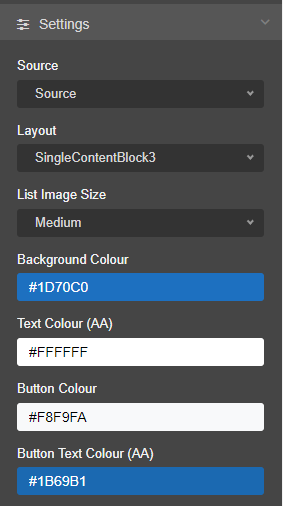 Settings
Source
Source
Layout
SingleContentBlock3
List Image Size
Medium
Background Colour
#1D70C0
Text Colour (AA)
#FFFFFF
Button Colour
#F8F9FA
Button Text Colour (AA)
#1B69B1